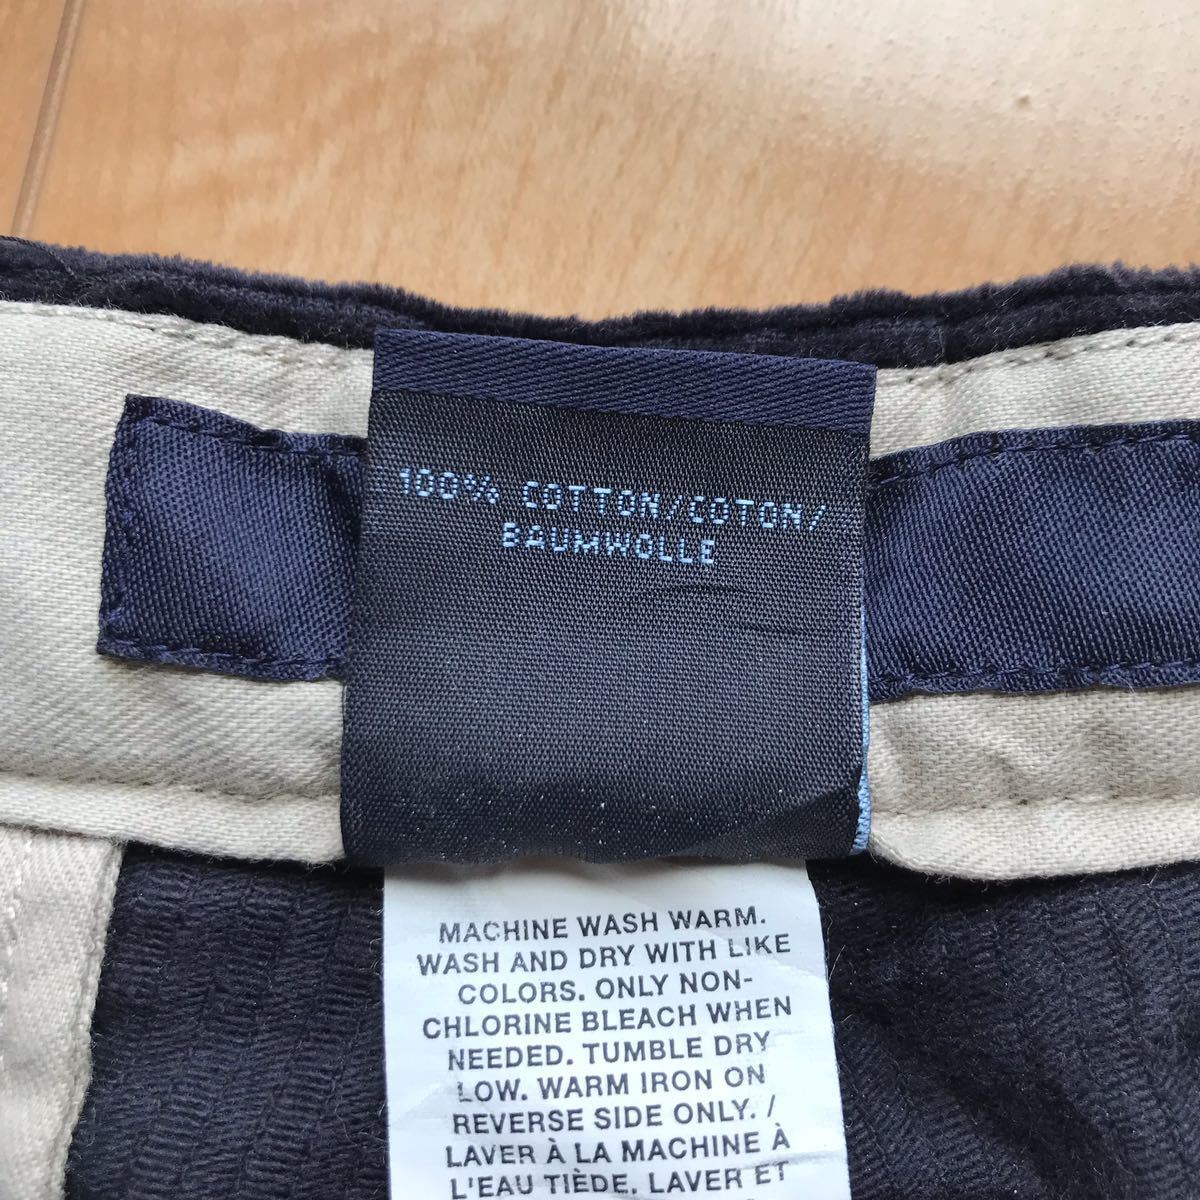 100% COTTON/COTON/
BAUMWOLLE
MACHINE WASH WARM.
WASH AND DRY WITH LIKE
COLORS. ONLY NON-
CHLORINE BLEACH WHEN
NEEDED. TUMBLE DRY
LOW. WARM IRON ON
REVERSE SIDE ONLY. /
LAVER À LA MACHINE À
L'EAU TIÈDE, LAVER ET